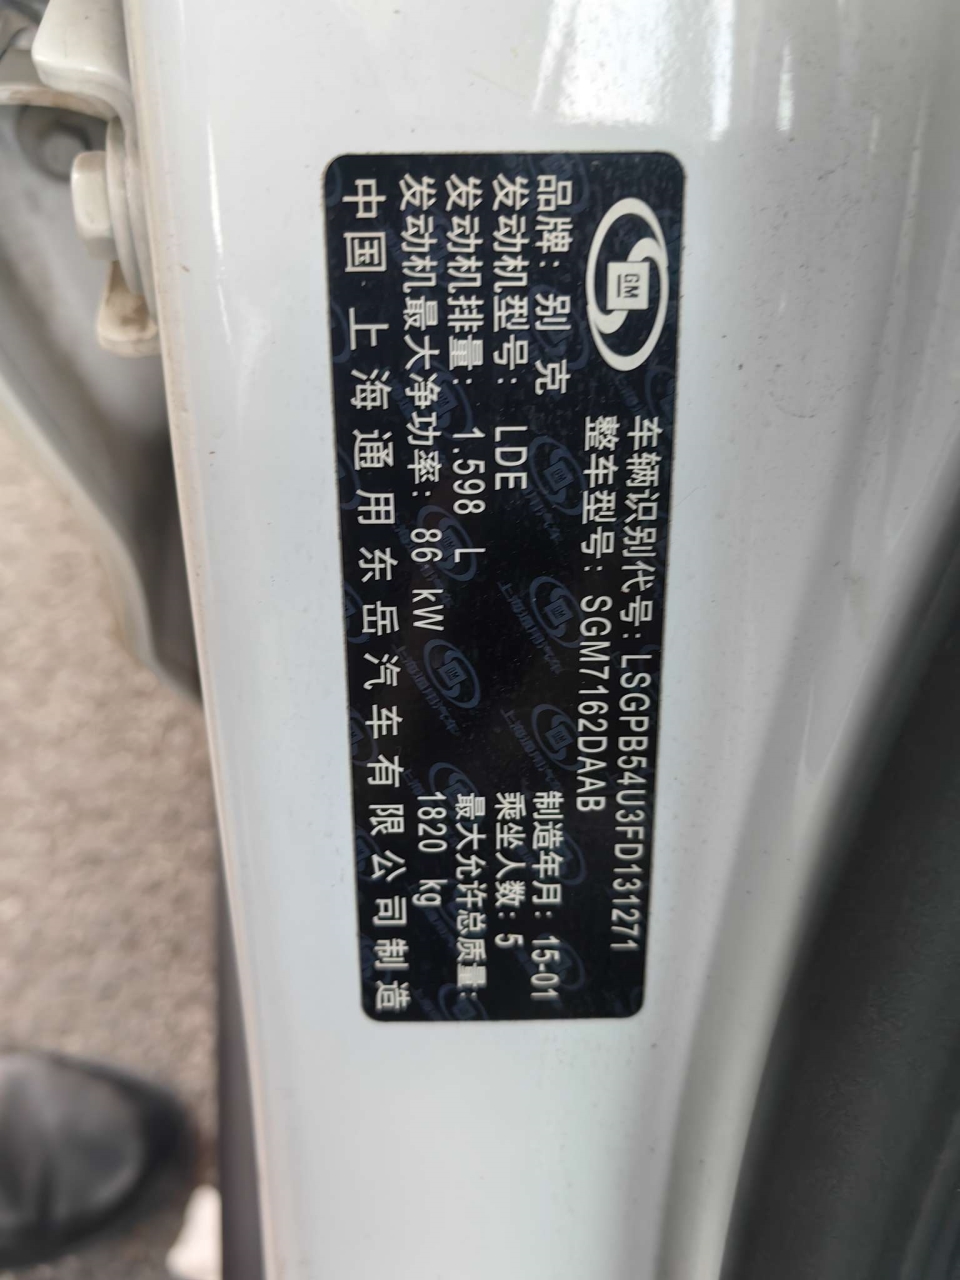 GM
车辆识别代号: LSGPB54U3FD131271
整车型号: SGM7162DAAB
品牌: 别克
制造年月: 15-01
发动机型号: LDE
乘坐人数: 5
发动机排量: 1.598 L
最大允许总质量:
发动机最大净功率: 86 kW
1820 kg
中国上海通用东岳汽车有限公司制造